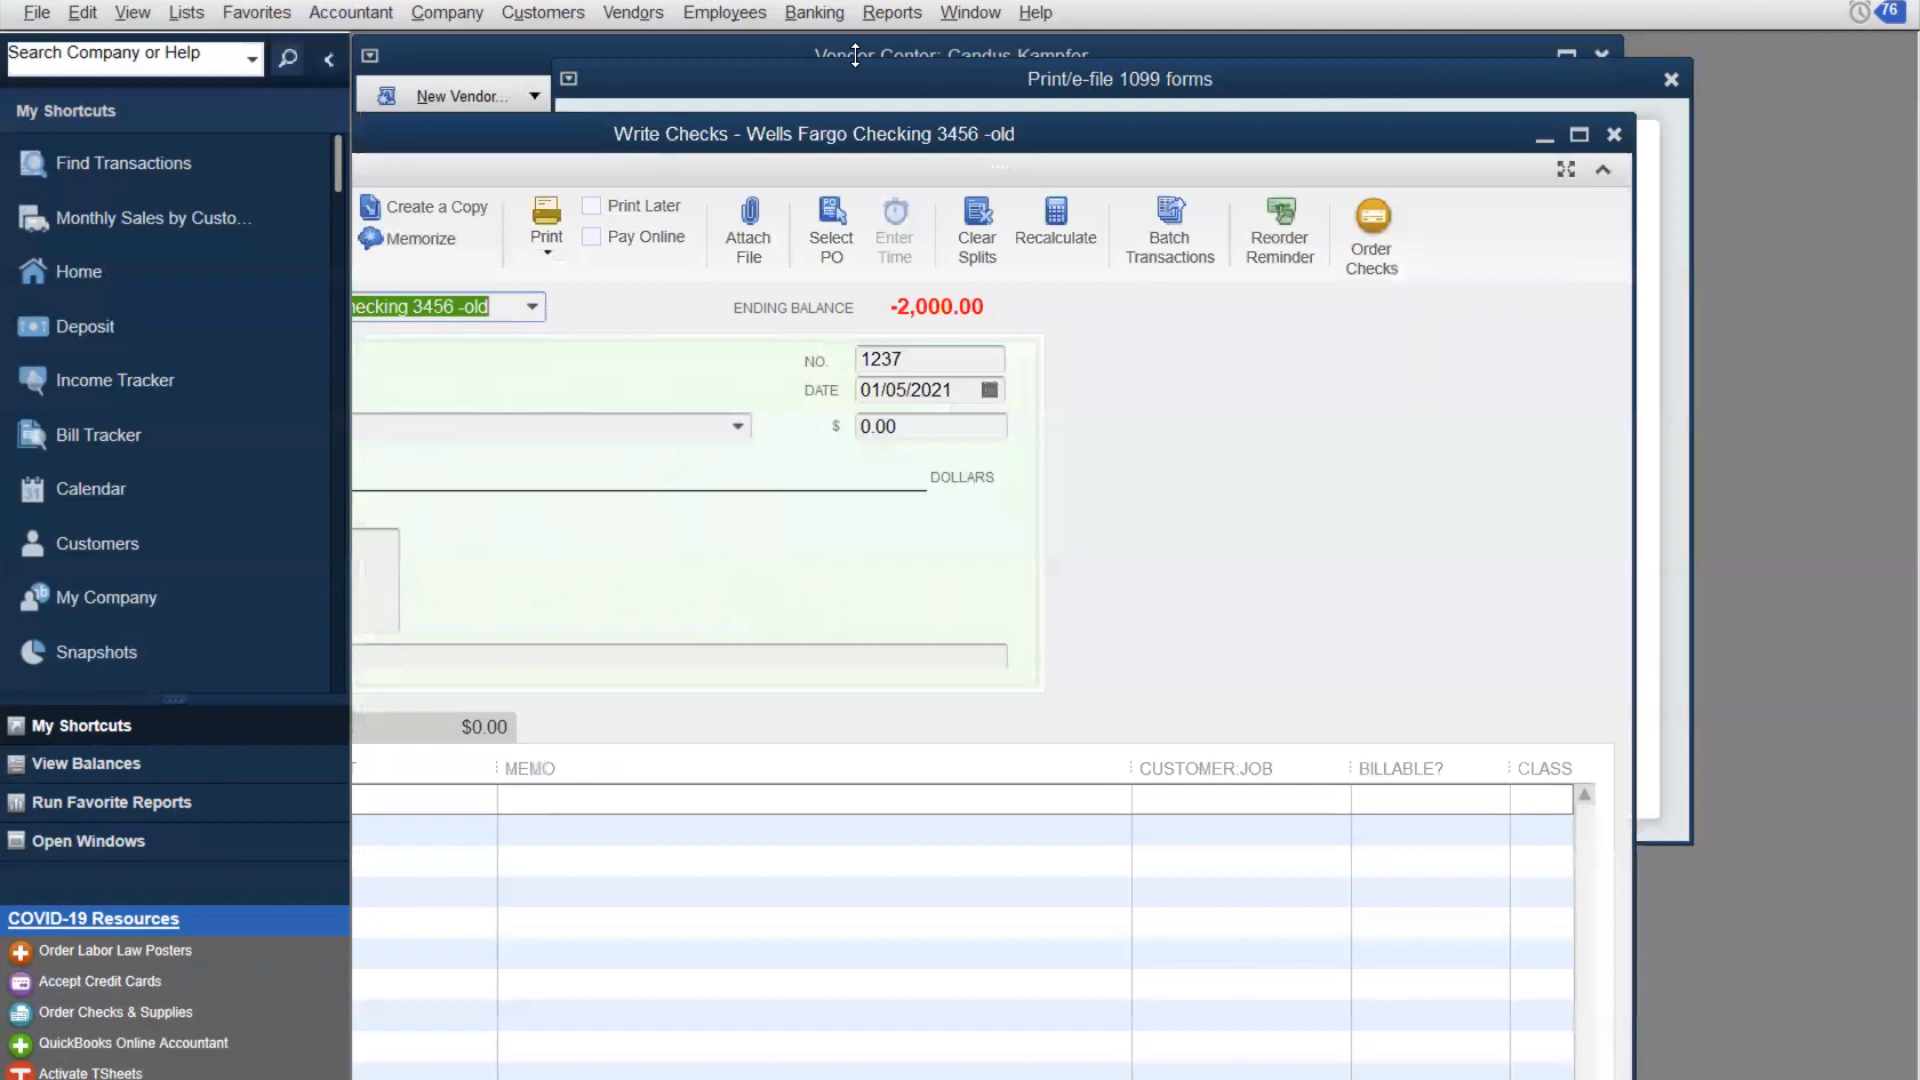 File Edit View Lists Favorites Accountant Company Customers Vendors Employees Banking Reports Window Help
76
Search Company or Help
My Shortcuts
Find Transactions
Monthly Sales by Custo...
Home
Deposit
Income Tracker
Bill Tracker
Calendar
31
Customers
My Company
Snapshots
My Shortcuts
View Balances
Run Favorite Reports
Open Windows
COVID-19 Resources
Order Labor Law Posters
Accept Credit Cards
Order Checks & Supplies
QuickBooks Online Accountant
Activate TSheets
Vendor Center: Candus Kampfer
New Vendor...
Print/e-file 1099 forms
Write Checks - Wells Fargo Checking 3456 -old
Create a Copy
Memorize
Print
Print Later
Pay Online
Attach
File
Select
PO
Enter
Time
Clear
Splits
Recalculate
Batch
Transactions
Reorder
Reminder
Order
Checks
hecking 3456 -old
ENDING BALANCE -2,000.00
NO. 1237
DATE 01/05/2021
$ 0.00
DOLLARS
$0.00
MEMO CUSTOMER:JOB BILLABLE? CLASS